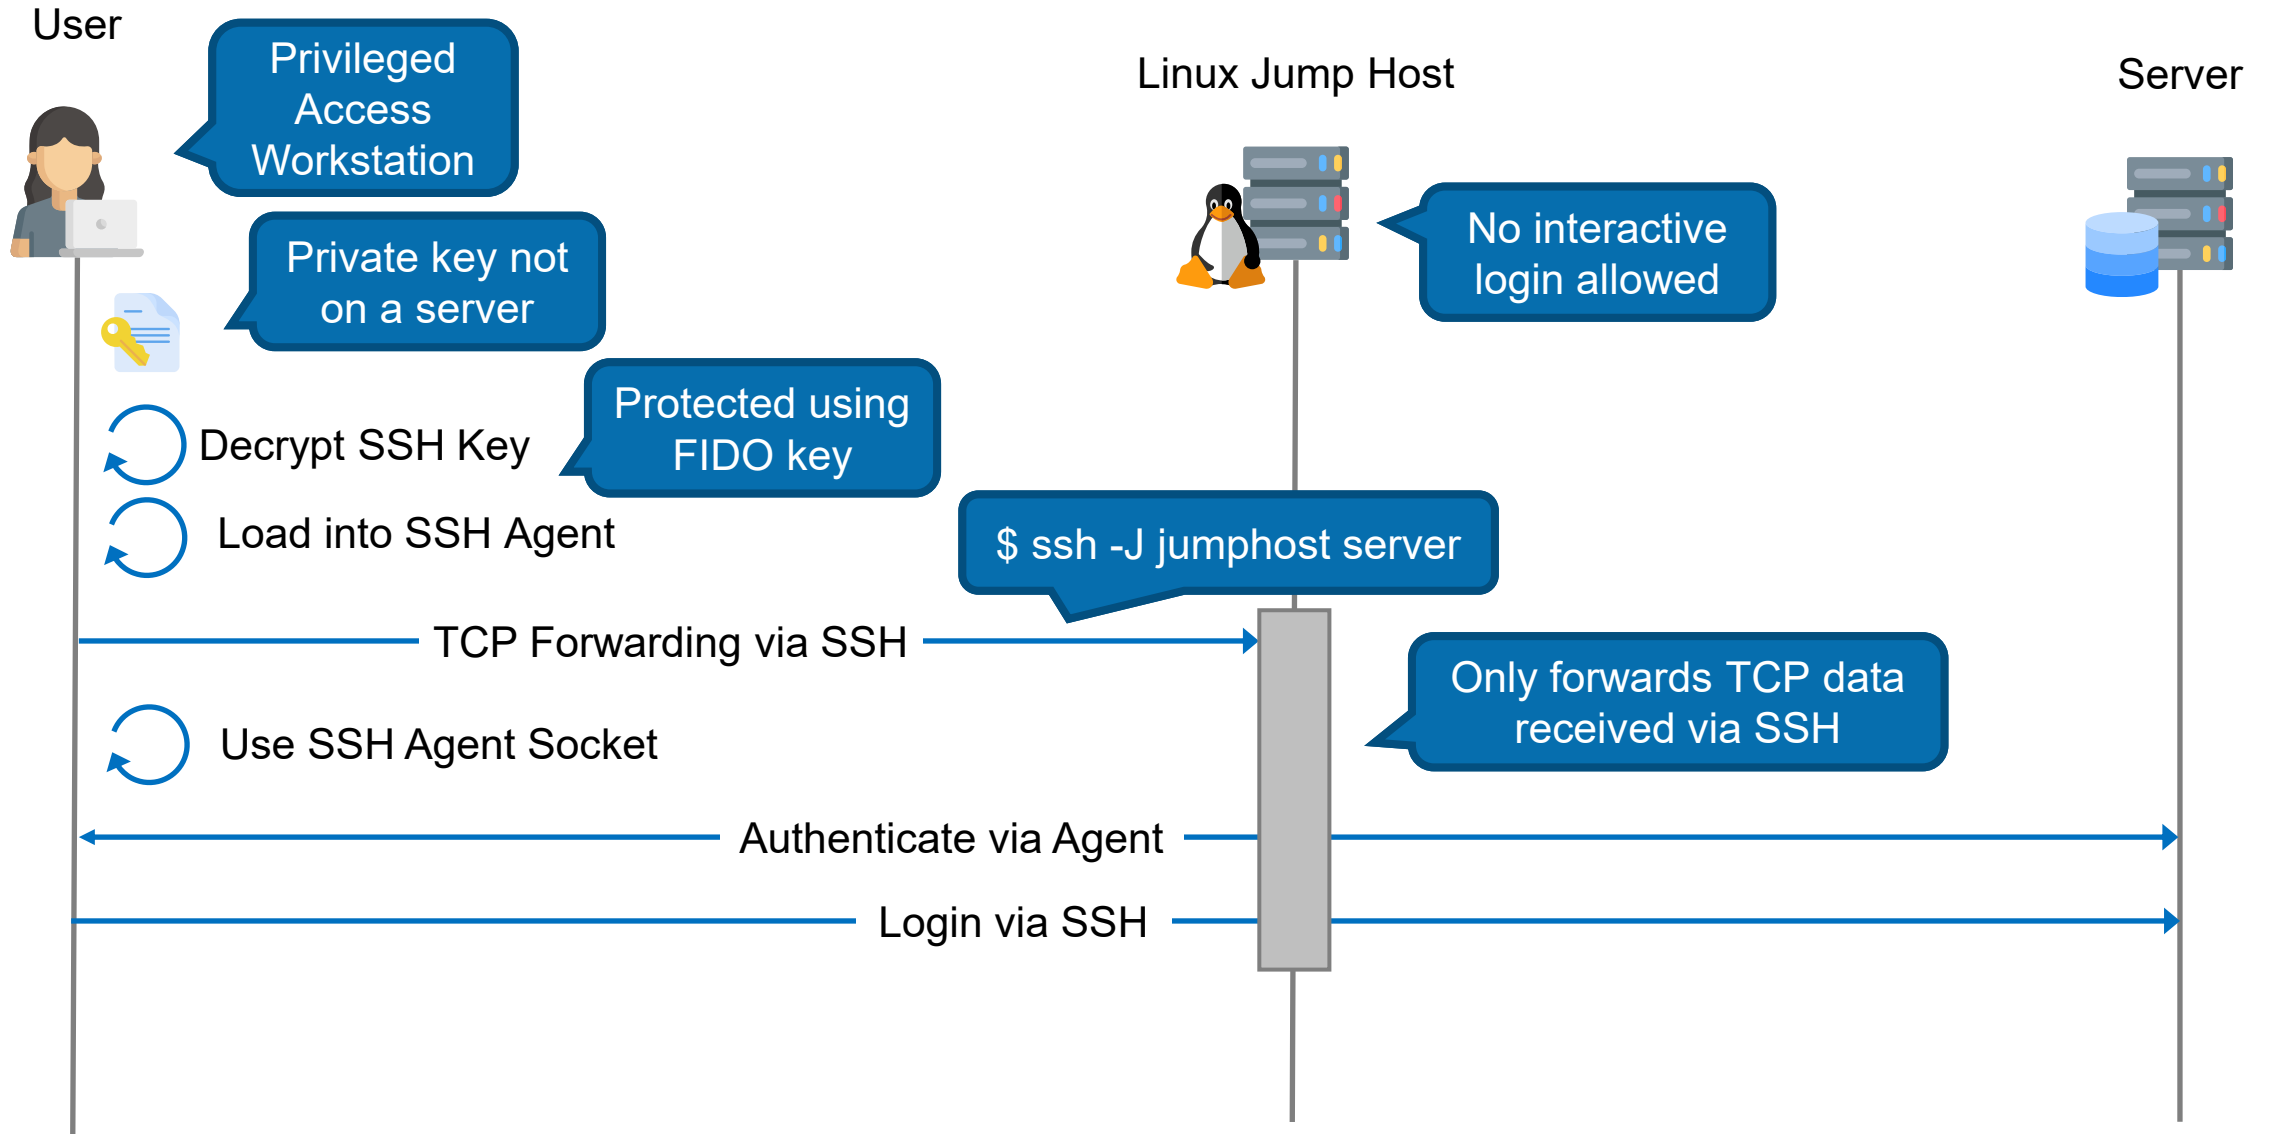 User
Privileged
Access
Workstation
Linux Jump Host
Server
No interactive
login allowed
Private key not
on a server
Protected using
FIDO key
Decrypt SSH Key
Load into SSH Agent
$ ssh -J jumphost server
TCP Forwarding via SSH
Only forwards TCP data
received via SSH
Use SSH Agent Socket
Authenticate via Agent
Login via SSH